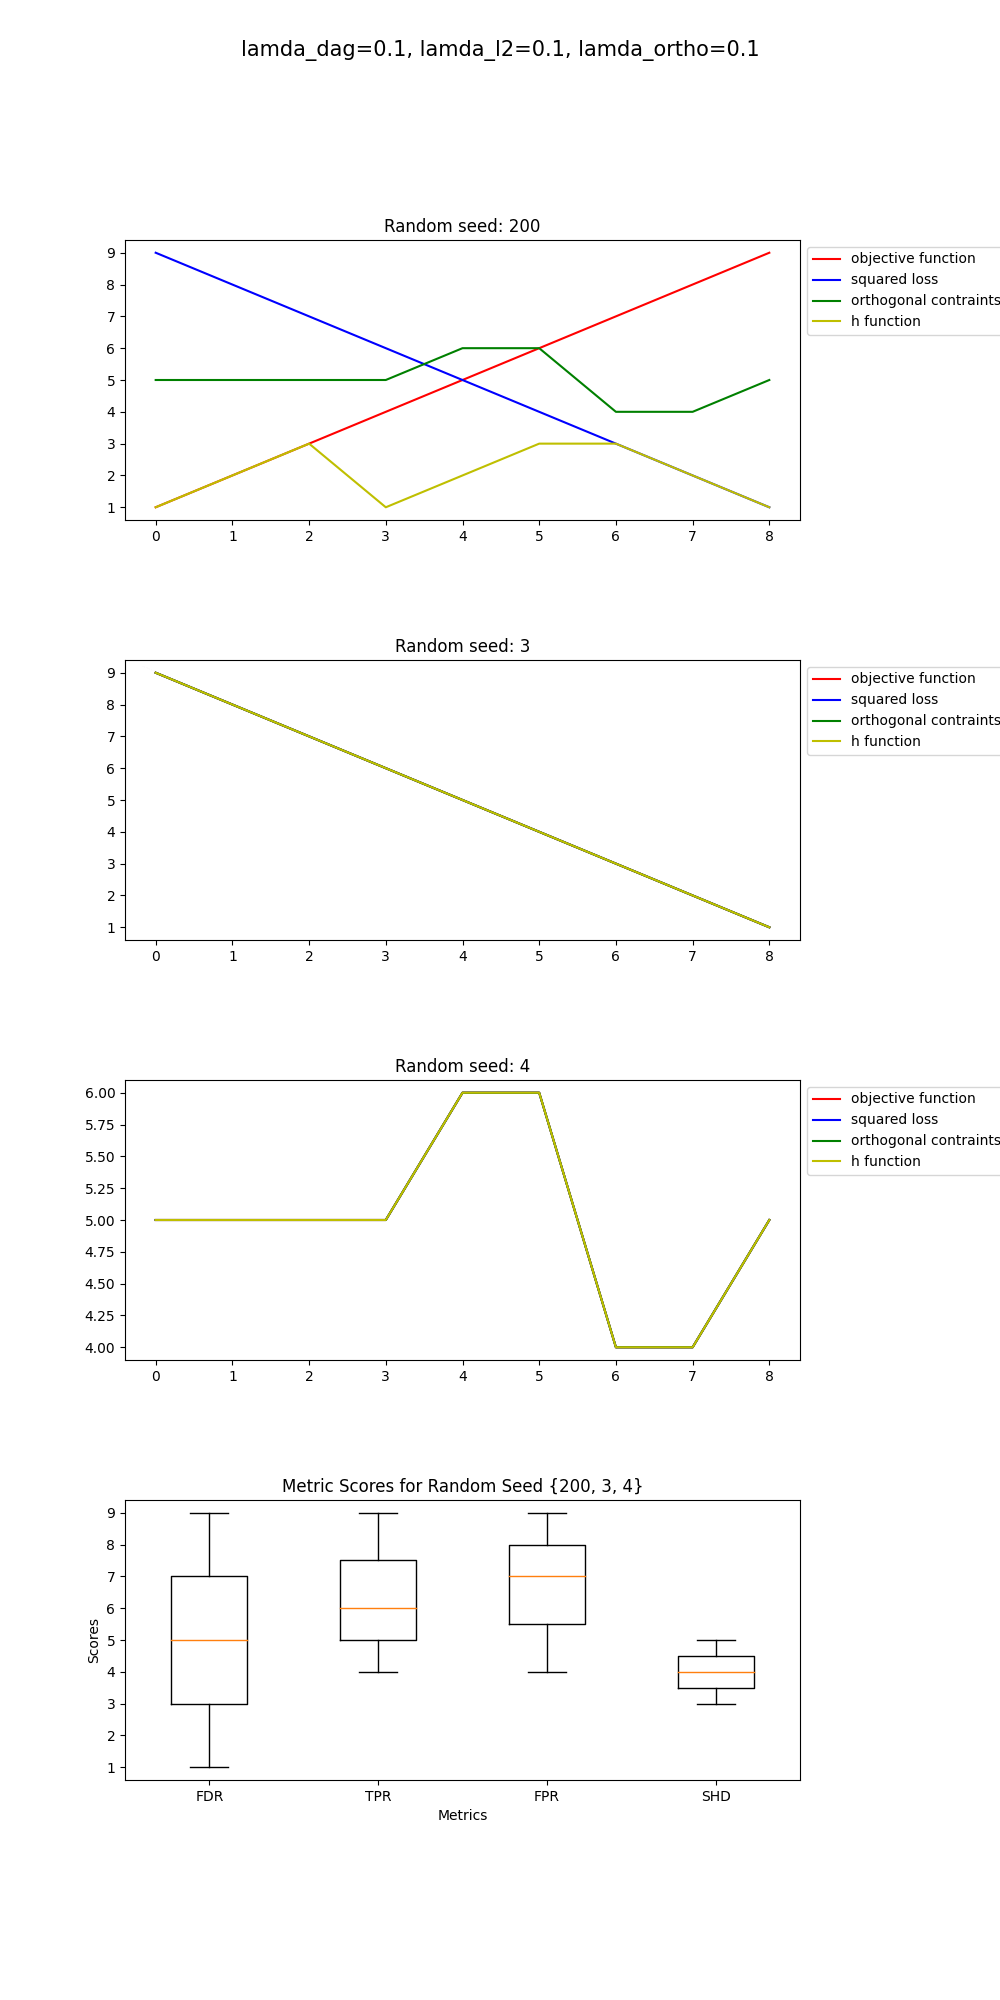 lamda_dag=0.1, lamda_l2=0.1, lamda_ortho=0.1
Random seed: 200
9
8
7
6
5
4
3
2
1
0 1 2 3 4 5 6 7 8
objective function
squared loss
orthogonal contraints
h function
Random seed: 3
9
8
7
6
5
4
3
2
1
0 1 2 3 4 5 6 7 8
objective function
squared loss
orthogonal contraints
h function
Random seed: 4
6.00
5.75
5.50
5.25
5.00
4.75
4.50
4.25
4.00
0 1 2 3 4 5 6 7 8
objective function
squared loss
orthogonal contraints
h function
Metric Scores for Random Seed {200, 3, 4}
Scores
9
8
7
6
5
4
3
2
1
FDR TPR FPR SHD
Metrics